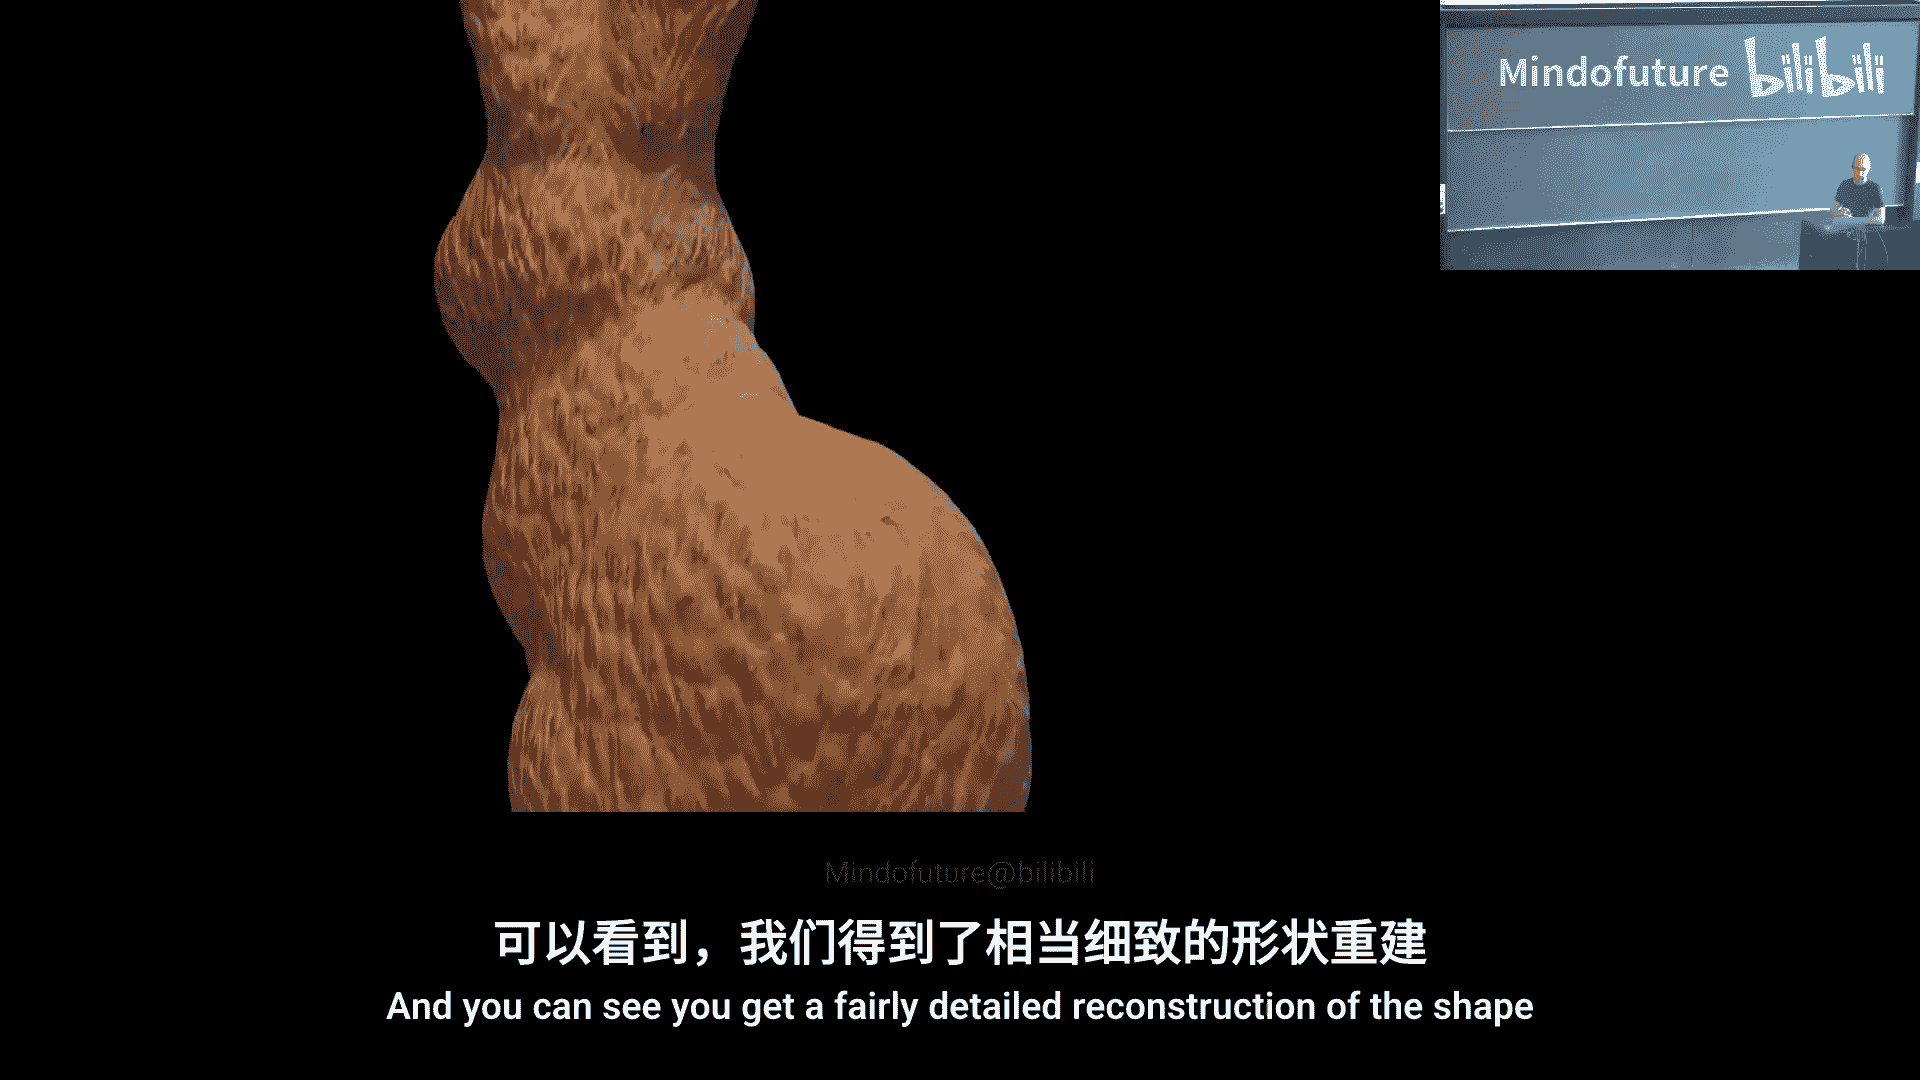 Mindofuture bilibili
Mindofuture@bilibili
可以看到，我们得到了相当细致的形状重建
And you can see you get a fairly detailed reconstruction of the shape